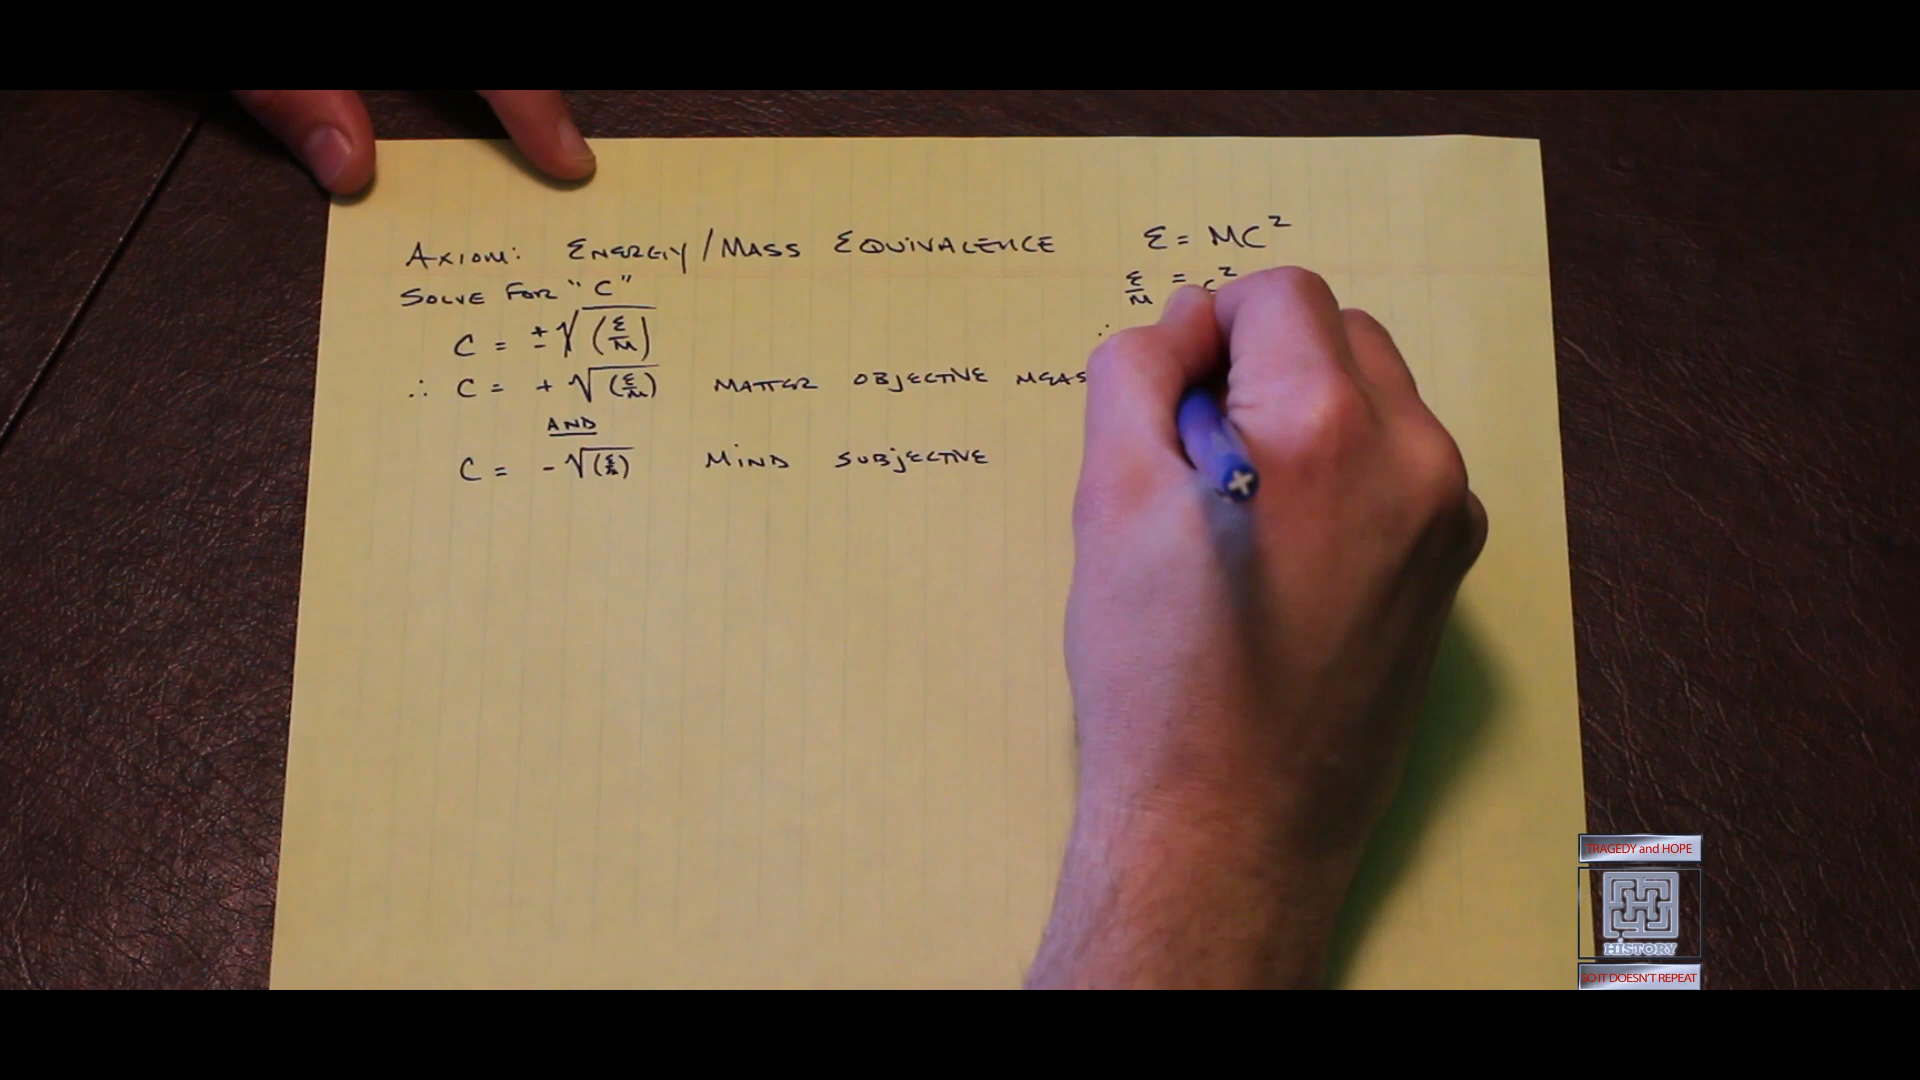 AXIOM: ENERGY/MASS EQUIVALENCE E = MC²
SOLVE FOR "C" E/M = C²
C = ±√(E/M) ∴
∴ C = +√(E/M) MATTER OBJECTIVE MEAS
AND
C = -√(E/M) MIND SUBJECTIVE
TRAGEDY and HOPE
HiSTORY
SO IT DOESN'T REPEAT